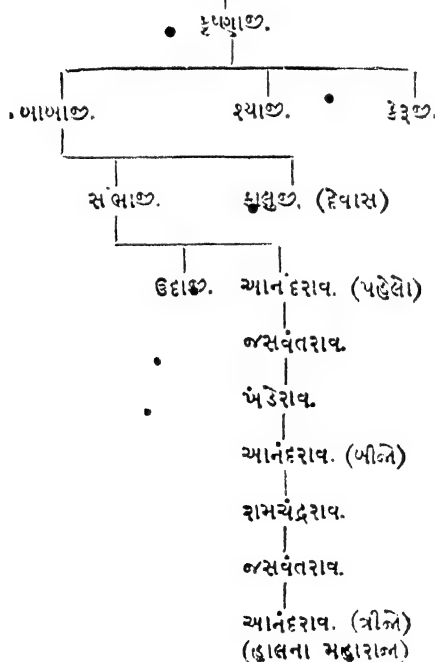 કૃષ્ણાજી.
બાબાજી. રયાજી. કેરૂજી.
સંભાજી. કાલુજી. (દેવાસ)
ઉદાજી. આનંદરાવ. (પહેલો)
જસવંતરાવ.
ખંડેરાવ.
આનંદરાવ. (બીજો)
રામચંદ્રરાવ.
જસવંતરાવ.
આનંદરાવ. (ત્રીજો)
(હાલના મહારાજા)